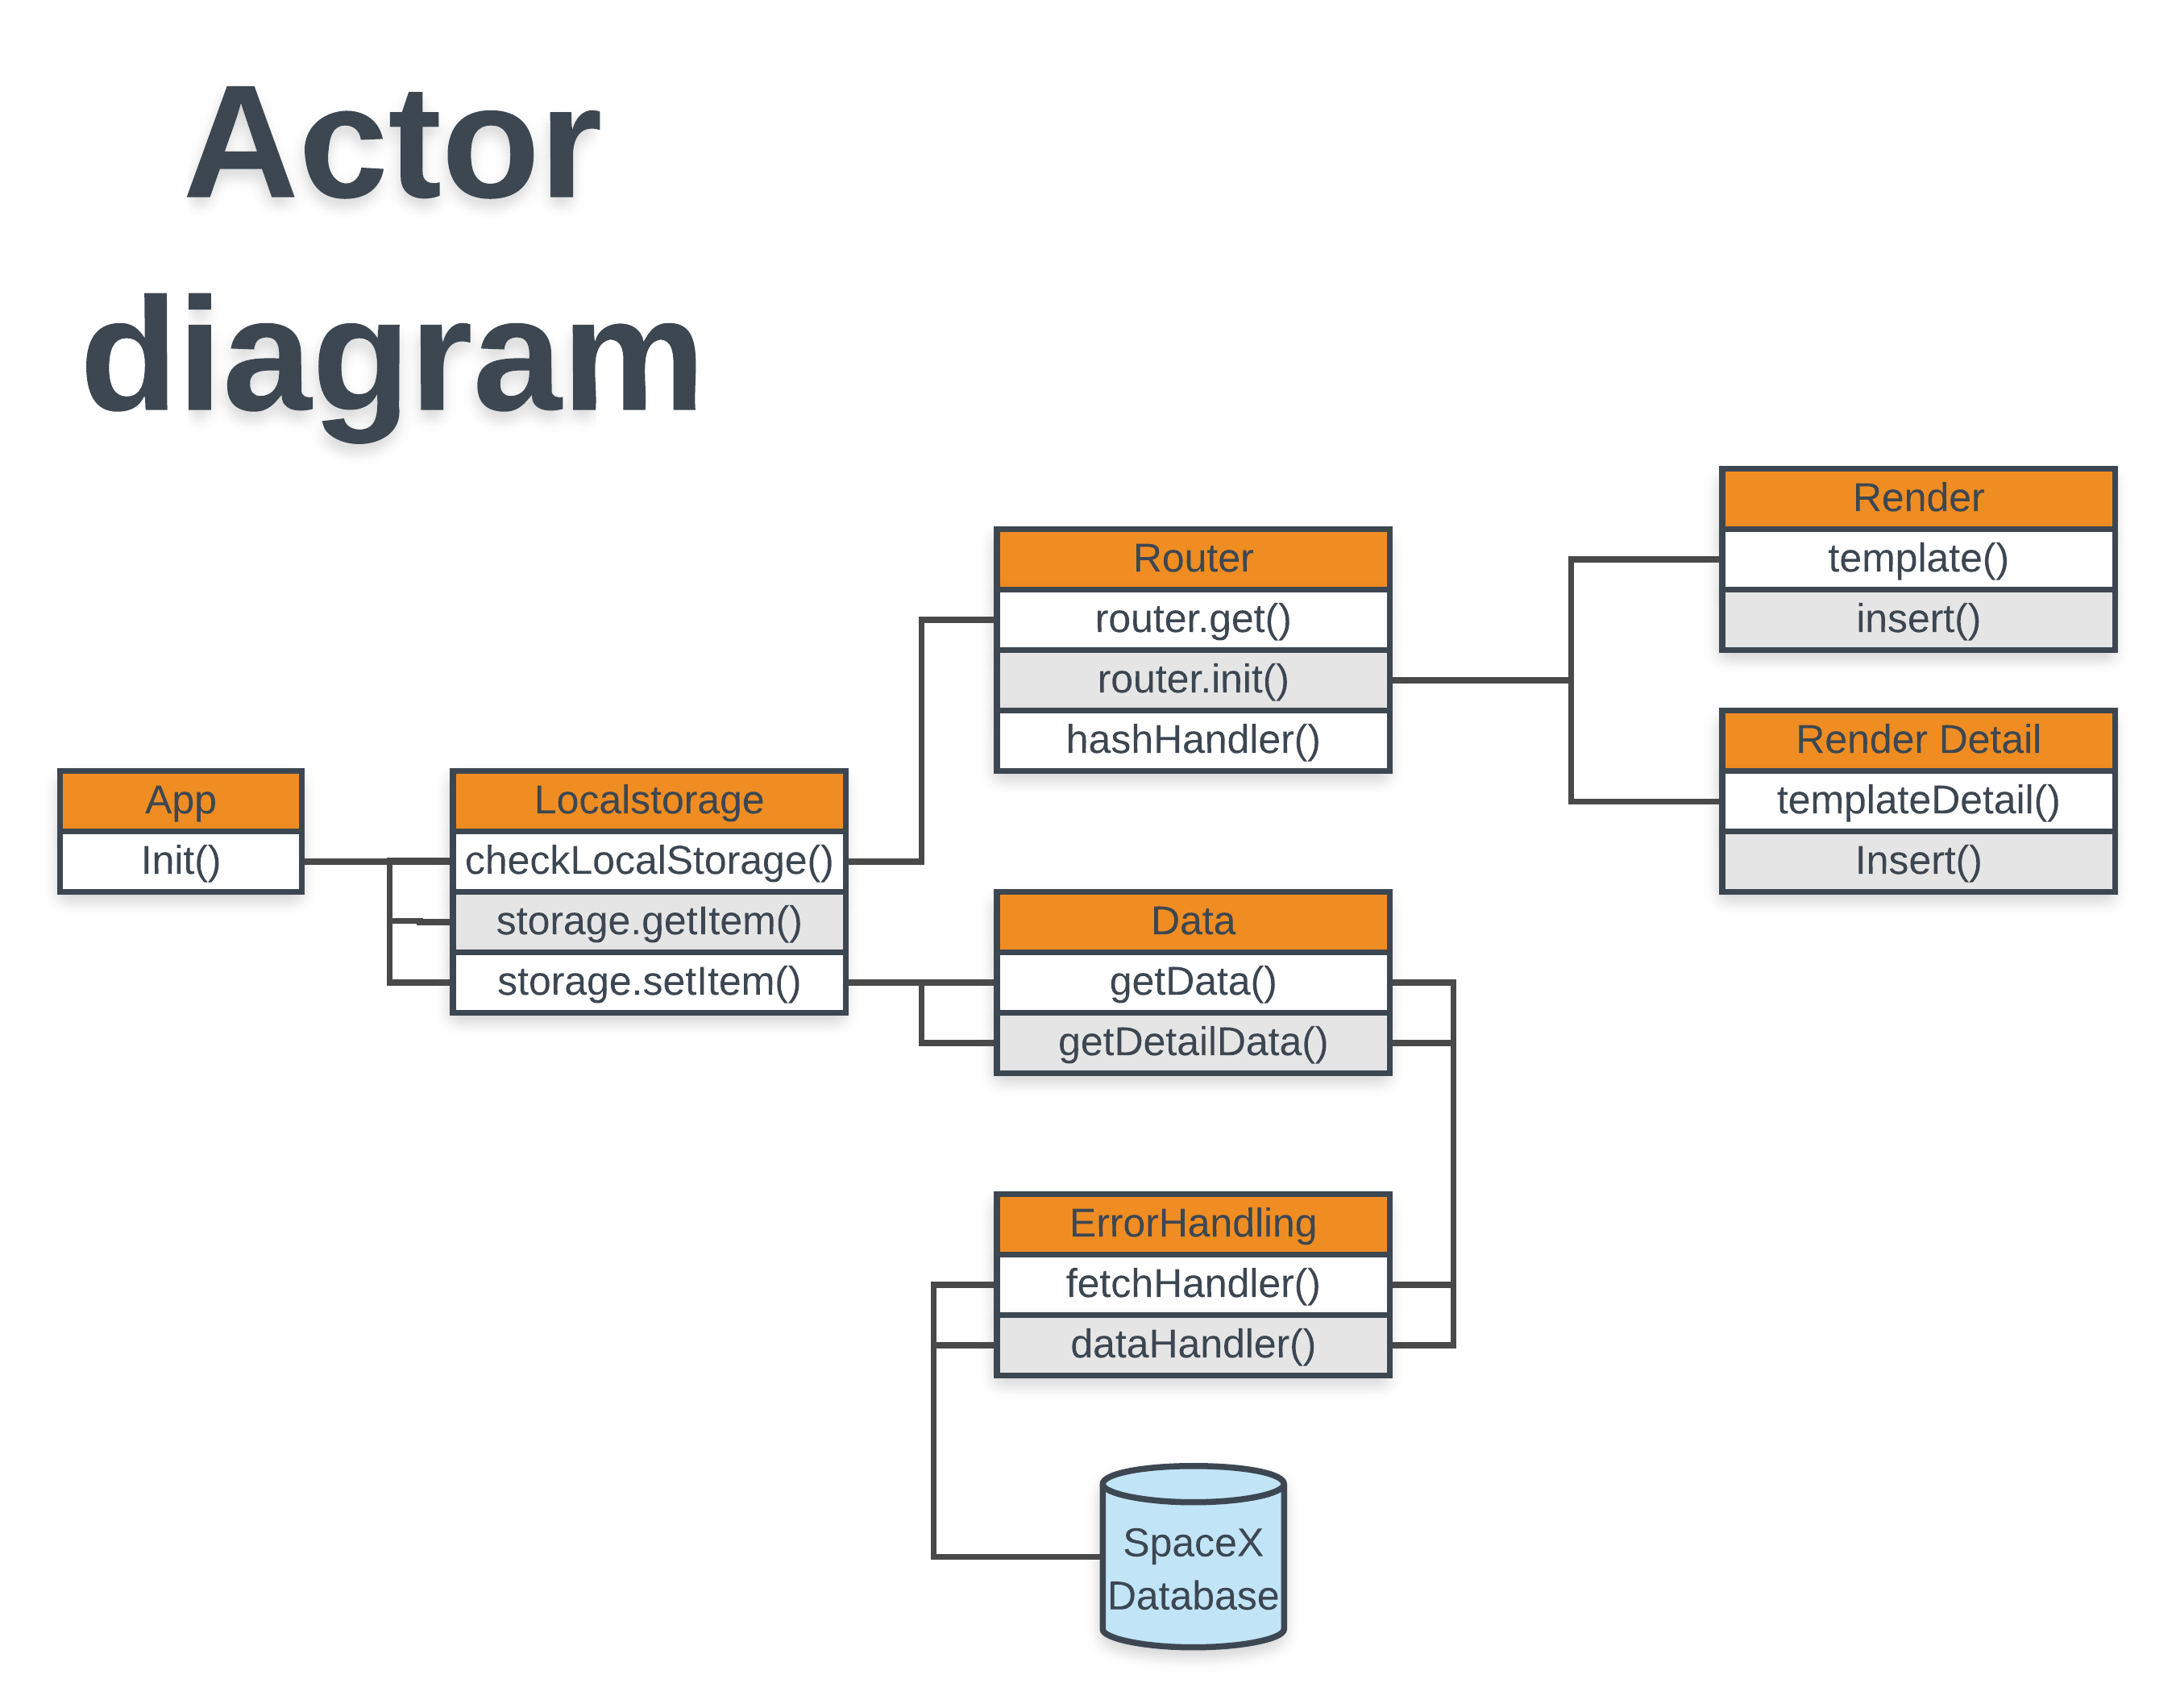 Actor
diagram
App
Init()
Localstorage
checkLocalStorage()
storage.getItem()
storage.setItem()
Router
router.get()
router.init()
hashHandler()
Data
getData()
getDetailData()
ErrorHandling
fetchHandler()
dataHandler()
SpaceX
Database
Render
template()
insert()
Render Detail
templateDetail()
Insert()